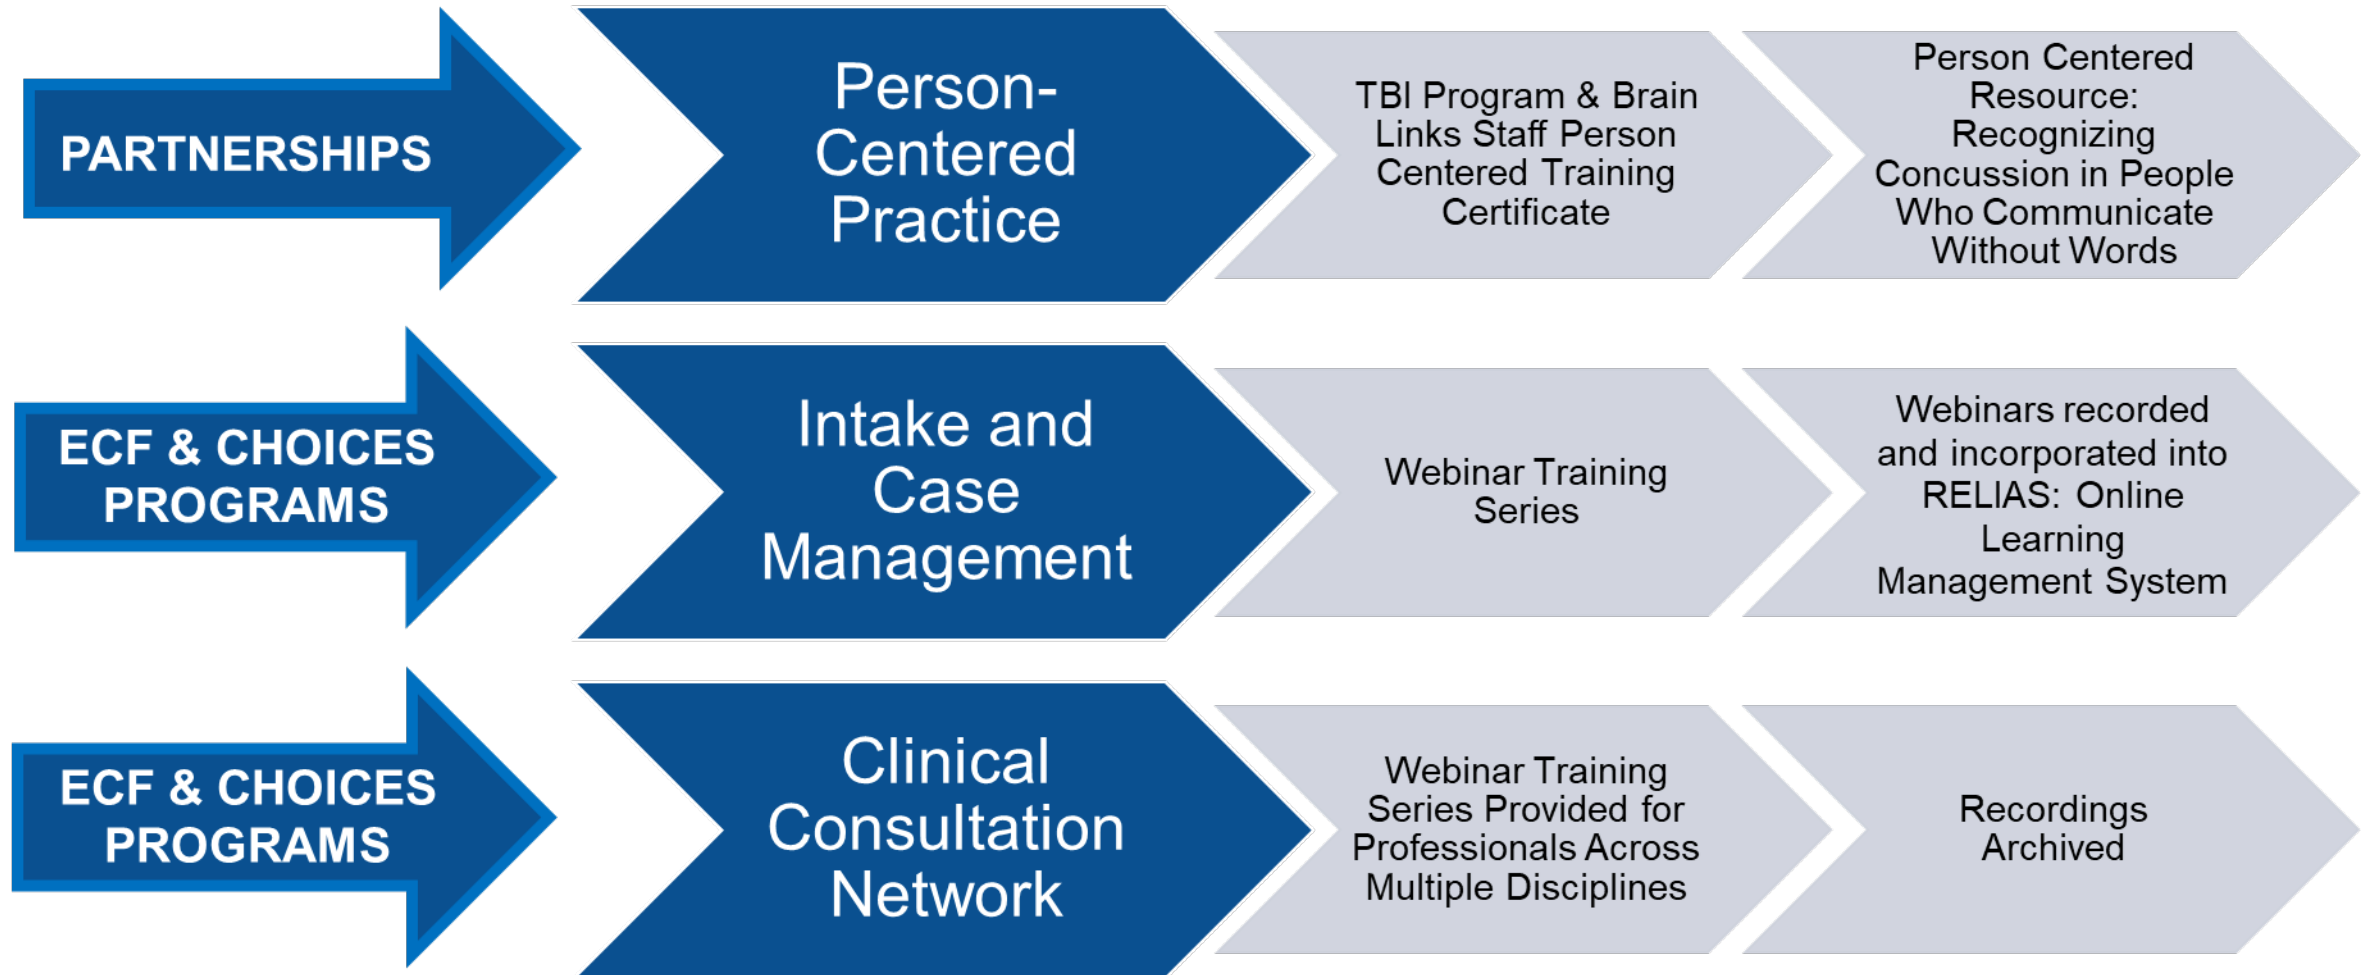 PARTNERSHIPS
Person-
Centered
Practice
TBI Program & Brain
Links Staff Person
Centered Training
Certificate
Person Centered
Resource:
Recognizing
Concussion in People
Who Communicate
Without Words
ECF & CHOICES
PROGRAMS
Intake and
Case
Management
Webinar Training
Series
Webinars recorded
and incorporated into
RELIAS: Online
Learning
Management System
ECF & CHOICES
PROGRAMS
Clinical
Consultation
Network
Webinar Training
Series Provided for
Professionals Across
Multiple Disciplines
Recordings
Archived